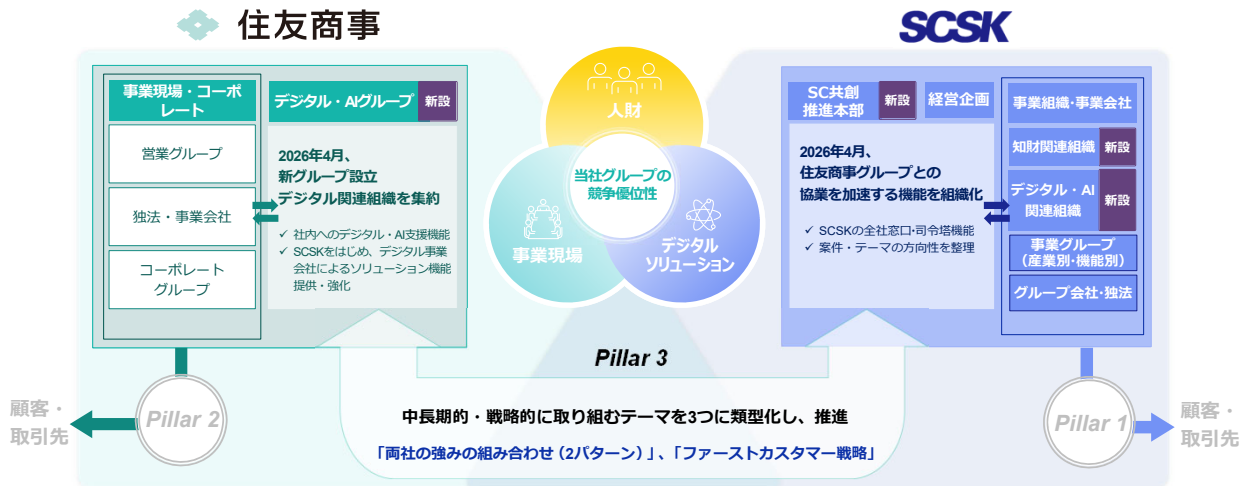 住友商事
事業現場・コーポ
レート
営業グループ
独法・事業会社
コーポレート
グループ
デジタル・AIグループ
新設
2026年4月、
新グループ設立
デジタル関連組織を集約
✓ 社内へのデジタル・AI支援機能
✓ SCSKをはじめ、デジタル事業
会社によるソリューション機能
提供・強化
人財
当社グループの
競争優位性
事業現場
デジタル
ソリューション
SCSK
SC共創
推進本部
新設
経営企画
2026年4月、
住友商事グループとの
協業を加速する機能を組織化
✓ SCSKの全社窓口・司令塔機能
✓ 案件・テーマの方向性を整理
事業組織・事業会社
知財関連組織
新設
デジタル・AI
関連組織
新設
事業グループ
(産業別・機能別)
グループ会社・独法
Pillar 3
中長期的・戦略的に取り組むテーマを3つに類型化し、推進
「両社の強みの組み合わせ(2パターン)」、「ファーストカスタマー戦略」
顧客・
取引先
Pillar 2
Pillar 1
顧客・
取引先